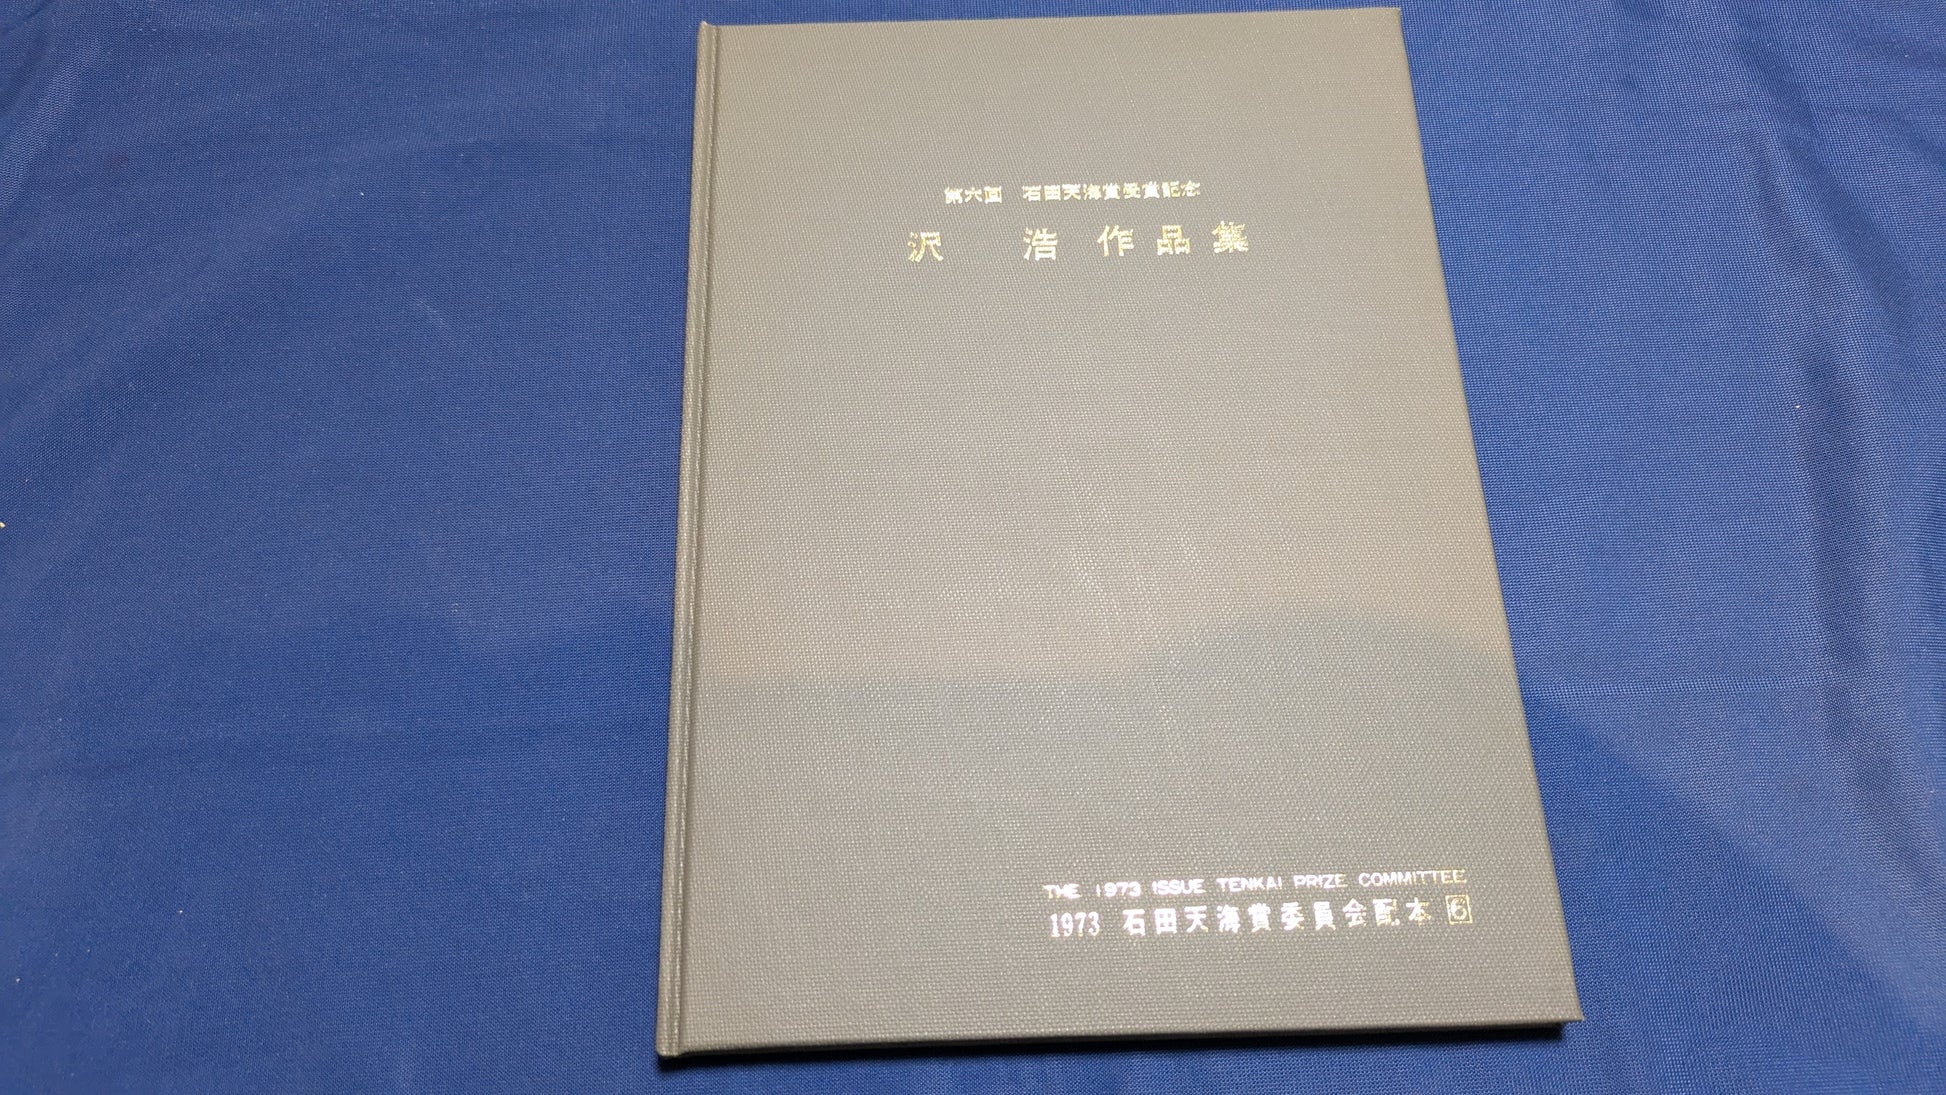 第六回 石田天海賞受賞記念
沢 浩 作品集
THE 1973 ISSUE TENKAI PRIZE COMMITTEE
1973 石田天海賞委員会配本 6